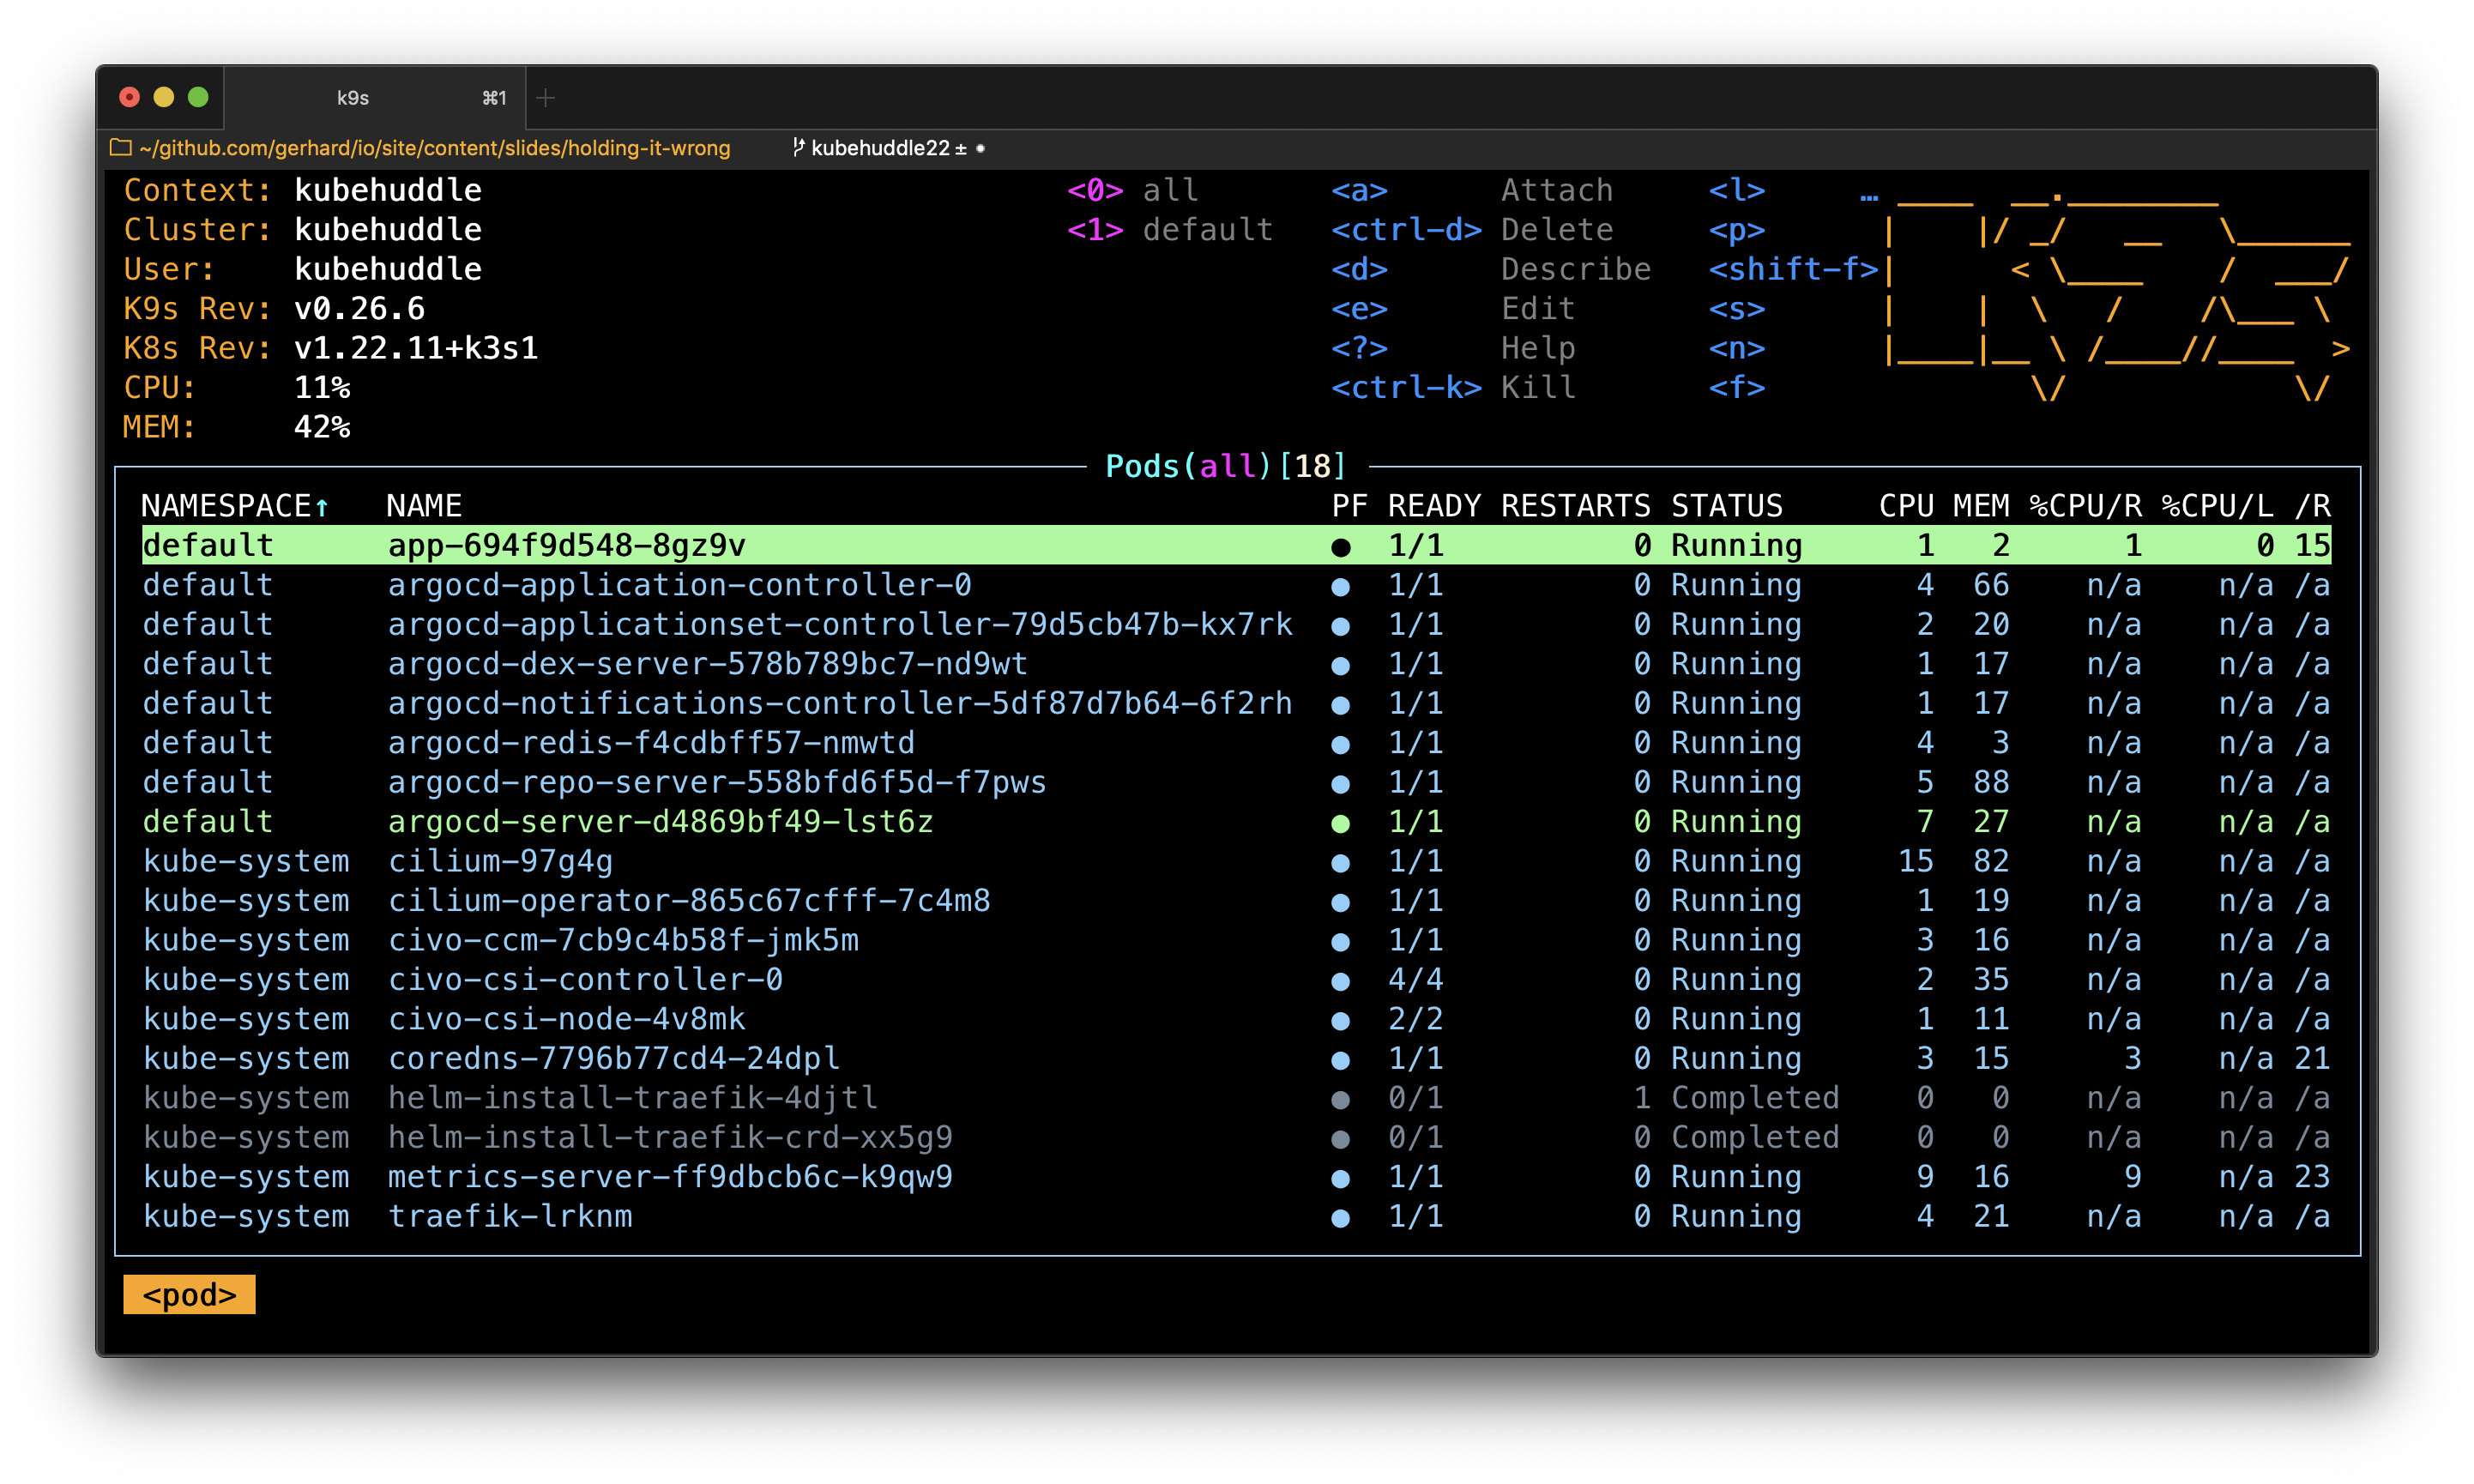 k9s ⌘1 +
~/github.com/gerhard/io/site/content/slides/holding-it-wrong kubehuddle22 ± ●
Context: kubehuddle <0> all <a> Attach <l> … ____  __.________
Cluster: kubehuddle <1> default <ctrl-d> Delete <p> |    |/ _/   __   \______
User: kubehuddle <d> Describe <shift-f>|      < \____    /  ___/
K9s Rev: v0.26.6 <e> Edit <s> |    |  \   /    /\___ \
K8s Rev: v1.22.11+k3s1 <?> Help <n> |____|__ \ /____//____  >
CPU: 11% <ctrl-k> Kill <f> \/            \/
MEM: 42%
Pods(all)[18]
NAMESPACE↑ NAME PF READY RESTARTS STATUS CPU MEM %CPU/R %CPU/L /R
default app-694f9d548-8gz9v ● 1/1 0 Running 1 2 1 0 15
default argocd-application-controller-0 ● 1/1 0 Running 4 66 n/a n/a /a
default argocd-applicationset-controller-79d5cb47b-kx7rk ● 1/1 0 Running 2 20 n/a n/a /a
default argocd-dex-server-578b789bc7-nd9wt ● 1/1 0 Running 1 17 n/a n/a /a
default argocd-notifications-controller-5df87d7b64-6f2rh ● 1/1 0 Running 1 17 n/a n/a /a
default argocd-redis-f4cdbff57-nmwtd ● 1/1 0 Running 4 3 n/a n/a /a
default argocd-repo-server-558bfd6f5d-f7pws ● 1/1 0 Running 5 88 n/a n/a /a
default argocd-server-d4869bf49-lst6z ● 1/1 0 Running 7 27 n/a n/a /a
kube-system cilium-97g4g ● 1/1 0 Running 15 82 n/a n/a /a
kube-system cilium-operator-865c67cfff-7c4m8 ● 1/1 0 Running 1 19 n/a n/a /a
kube-system civo-ccm-7cb9c4b58f-jmk5m ● 1/1 0 Running 3 16 n/a n/a /a
kube-system civo-csi-controller-0 ● 4/4 0 Running 2 35 n/a n/a /a
kube-system civo-csi-node-4v8mk ● 2/2 0 Running 1 11 n/a n/a /a
kube-system coredns-7796b77cd4-24dpl ● 1/1 0 Running 3 15 3 n/a 21
kube-system helm-install-traefik-4djtl ● 0/1 1 Completed 0 0 n/a n/a /a
kube-system helm-install-traefik-crd-xx5g9 ● 0/1 0 Completed 0 0 n/a n/a /a
kube-system metrics-server-ff9dbcb6c-k9qw9 ● 1/1 0 Running 9 16 9 n/a 23
kube-system traefik-lrknm ● 1/1 0 Running 4 21 n/a n/a /a
<pod>